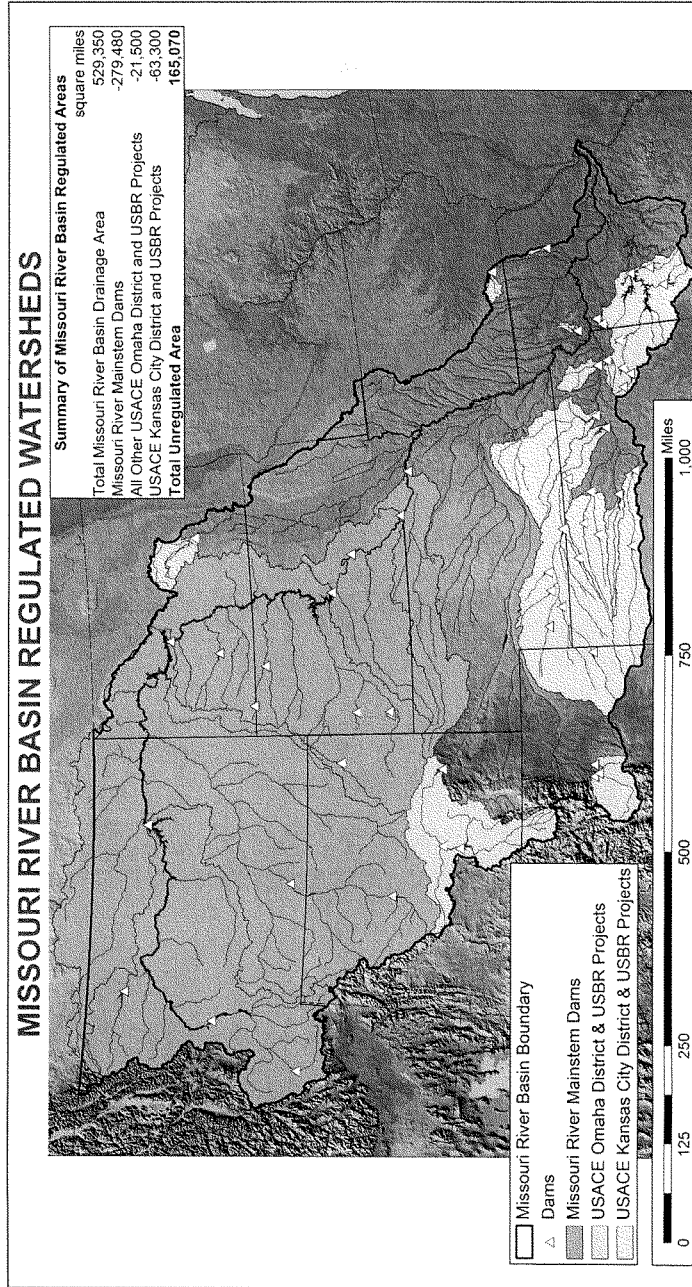 MISSOURI RIVER BASIN REGULATED WATERSHEDS
Summary of Missouri River Basin Regulated Areas
square miles
Total Missouri River Basin Drainage Area 529,350
Missouri River Mainstem Dams -279,480
All Other USACE Omaha District and USBR Projects -21,500
USACE Kansas City District and USBR Projects -63,300
Total Unregulated Area 165,070
Missouri River Basin Boundary
Dams
Missouri River Mainstem Dams
USACE Omaha District & USBR Projects
USACE Kansas City District & USBR Projects
Miles
0 125 250 500 750 1,000